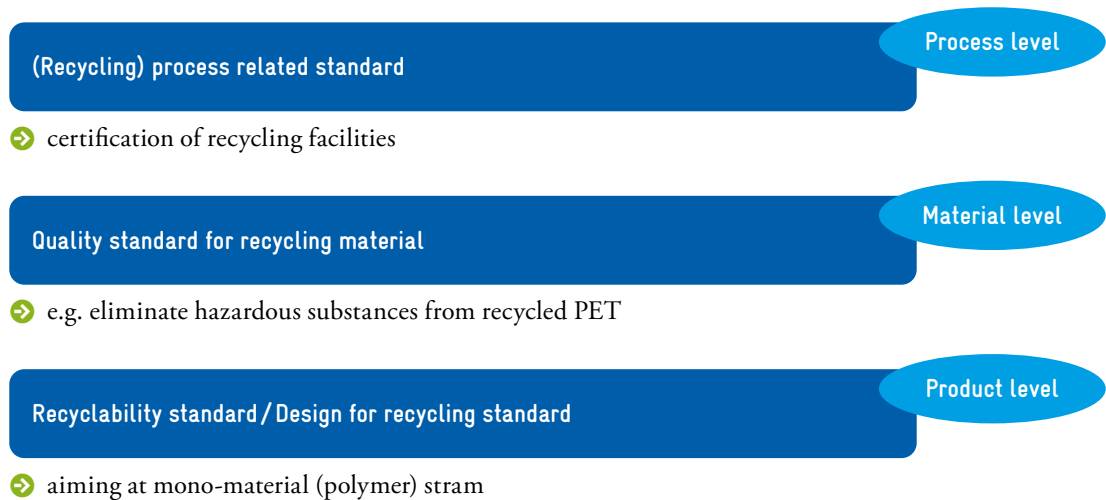 Process level
(Recycling) process related standard
certification of recycling facilities
Material level
Quality standard for recycling material
e.g. eliminate hazardous substances from recycled PET
Product level
Recyclability standard / Design for recycling standard
aiming at mono-material (polymer) stram